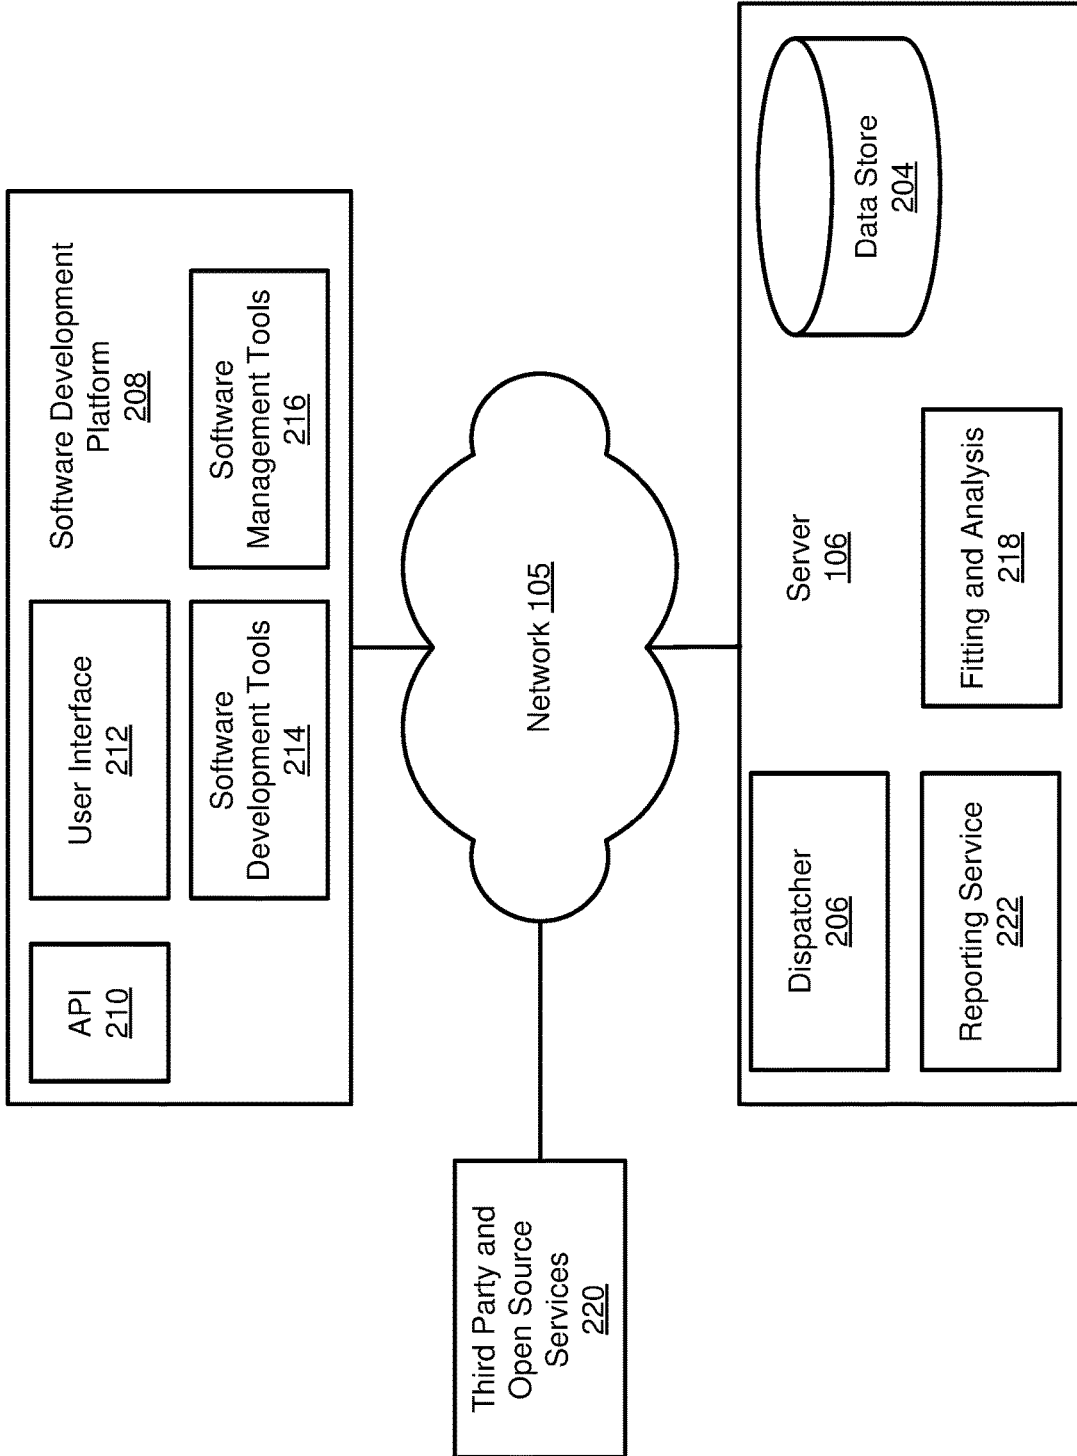 Third Party and
Open Source
Services
220
API
210
User Interface
212
Software
Development Tools
214
Software Development
Platform
208
Software
Management Tools
216
Network 105
Dispatcher
206
Reporting Service
222
Server
106
Fitting and Analysis
218
Data Store
204